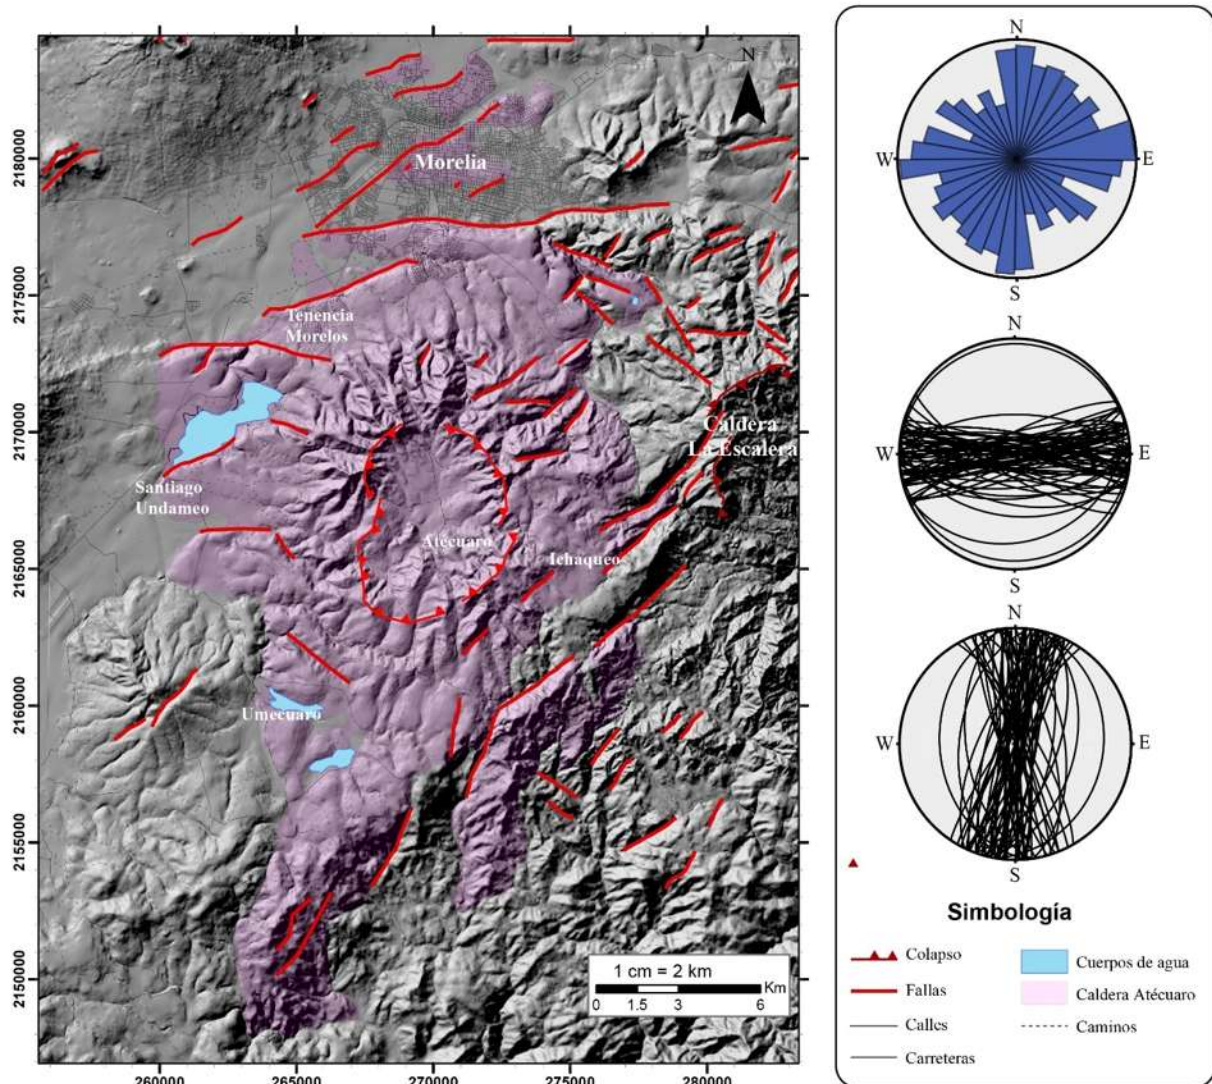 N
Morelia
Tenencia
Morelos
Caldera
La Escalera
Santiago
Undameo
Atécuaro
Ichaqueo
Umecuaro
1 cm = 2 km
Km
0 1.5 3 6
2180000
2175000
2170000
2165000
2160000
2155000
2150000
260000 265000 270000 275000 280000
N
W E
S
N
W E
S
N
W E
S
Simbología
Colapso
Fallas
Calles
Carreteras
Cuerpos de agua
Caldera Atécuaro
Caminos